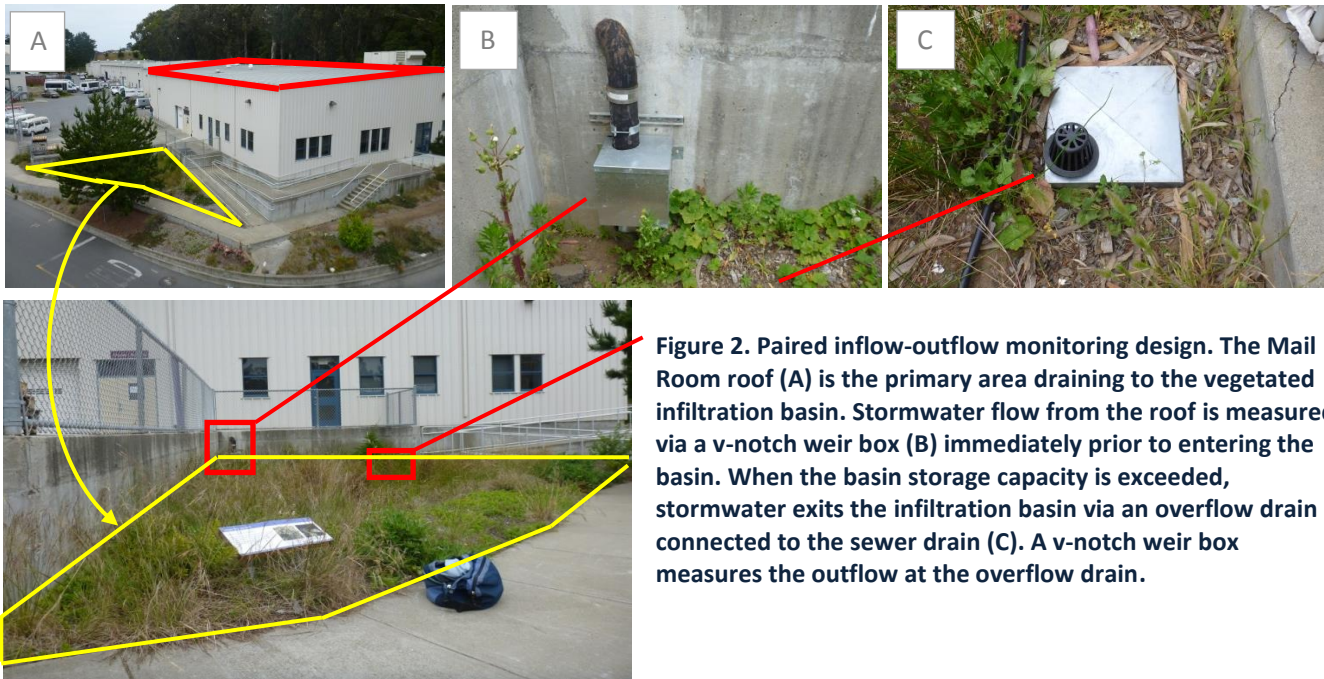 A
B
C
Figure 2. Paired inflow-outflow monitoring design. The Mail
Room roof (A) is the primary area draining to the vegetated
infiltration basin. Stormwater flow from the roof is measured
via a v-notch weir box (B) immediately prior to entering the
basin. When the basin storage capacity is exceeded,
stormwater exits the infiltration basin via an overflow drain
connected to the sewer drain (C). A v-notch weir box
measures the outflow at the overflow drain.